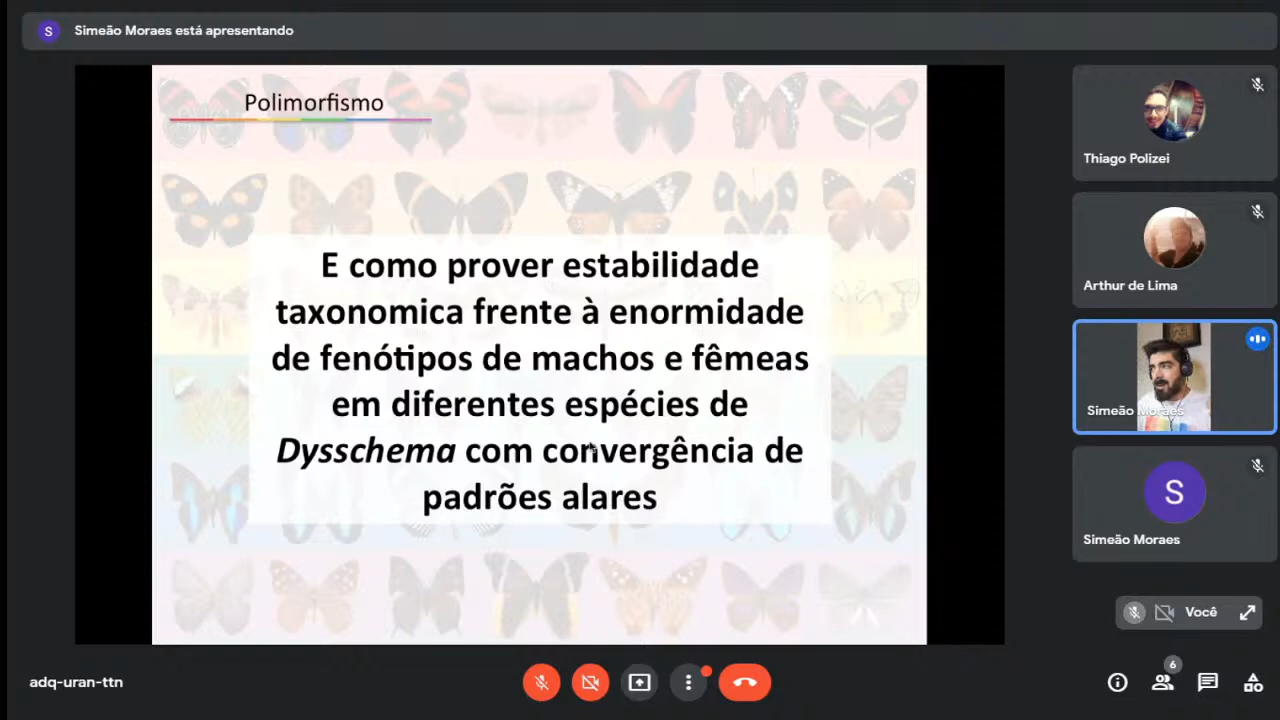 S
Simeão Moraes está apresentando
Polimorfismo
E como prover estabilidade
taxonomica frente à enormidade
de fenótipos de machos e fêmeas
em diferentes espécies de
Dysschema com convergência de
padrões alares
Thiago Polizei
Arthur de Lima
Simeão Moraes
S
Simeão Moraes
Você
adq-uran-ttn
6